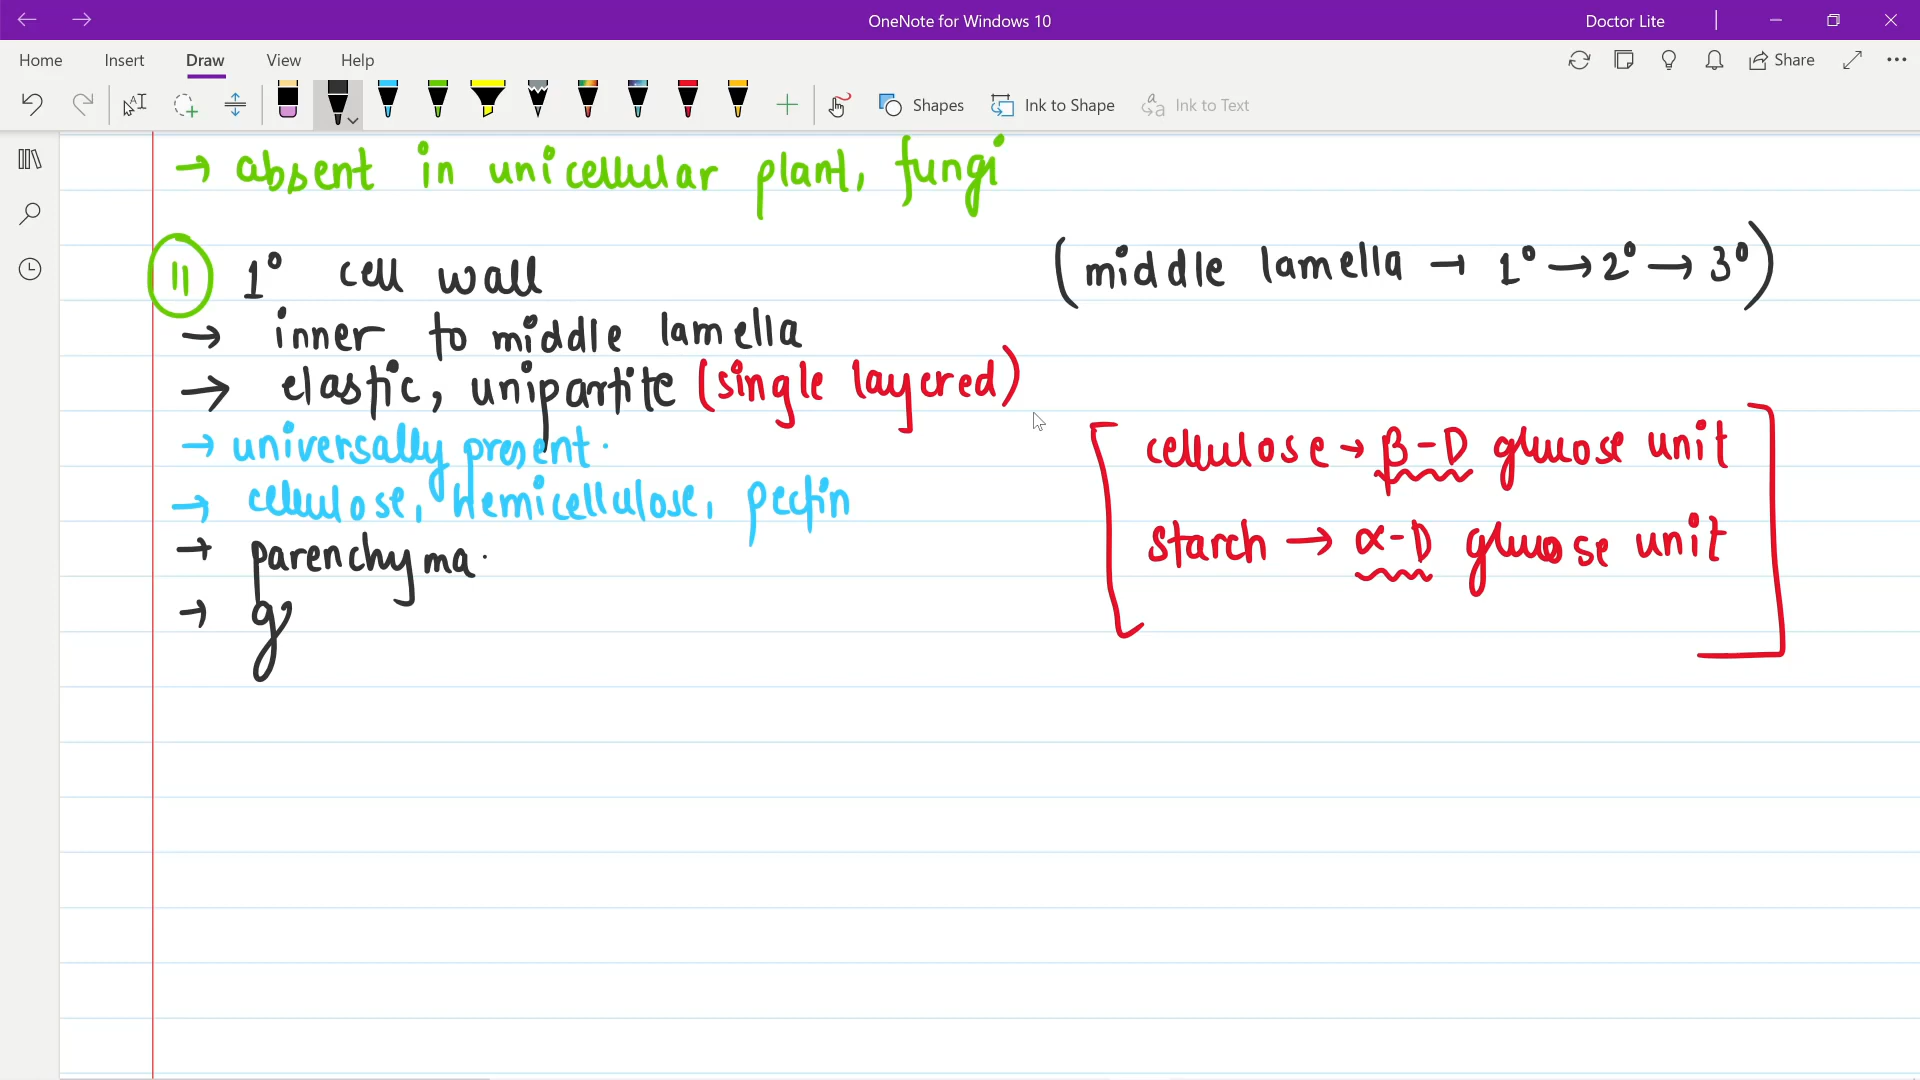 OneNote for Windows 10
Doctor Lite
Home Insert Draw View Help
Share
Shapes Ink to Shape Ink to Text
→ absent in unicellular plant, fungi
II 1° cell wall
(middle lamella → 1° → 2° → 3°)
→ inner to middle lamella
→ elastic, unipartite (single layered)
→ universally present.
→ cellulose, hemicellulose, pectin
→ parenchyma.
→ g
cellulose → β-D glucose unit
starch → α-D glucose unit